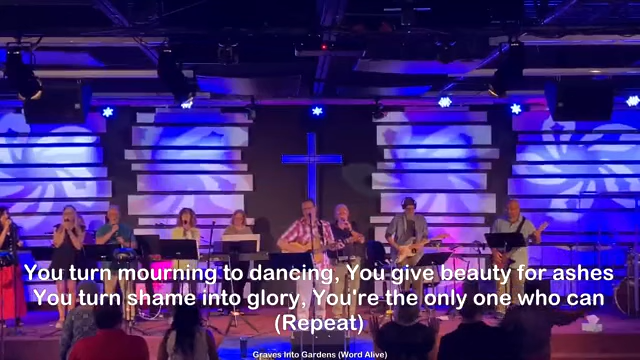 You turn mourning to dancing, You give beauty for ashes
You turn shame into glory, You're the only one who can
(Repeat)
Graves Into Gardens (Word Alive)